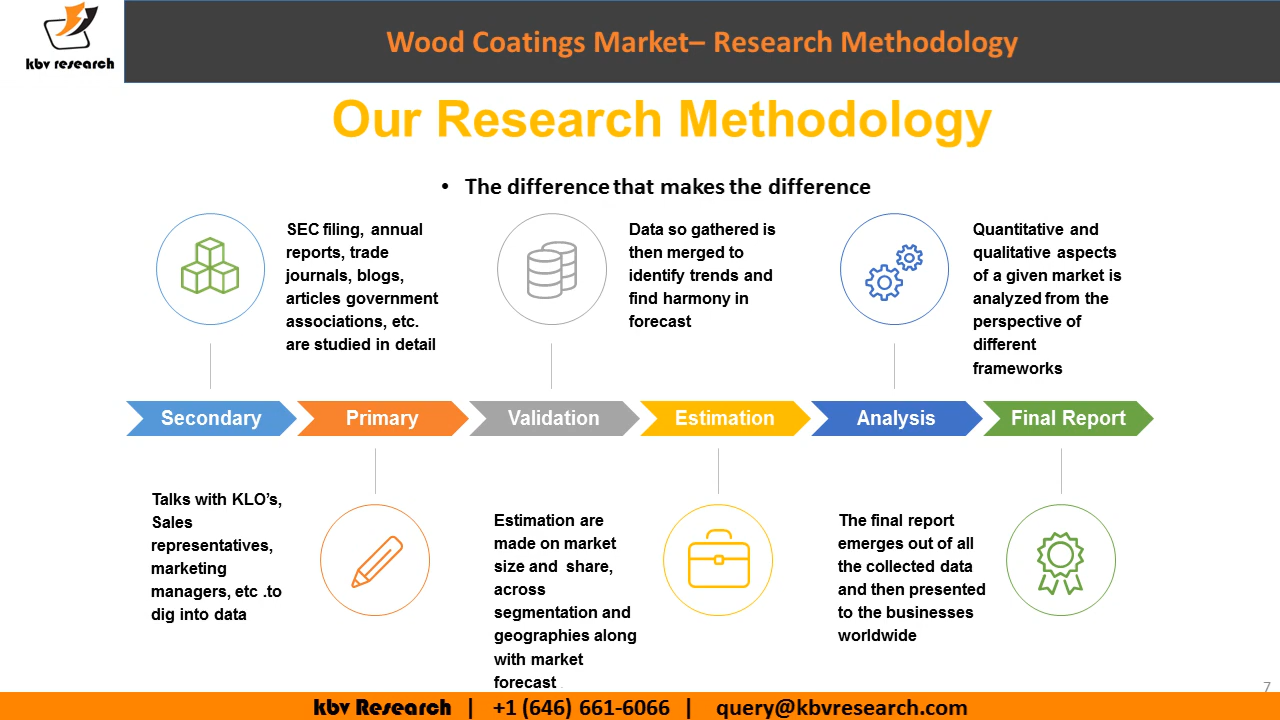 kbv research
Wood Coatings Market– Research Methodology
Our Research Methodology
• The difference that makes the difference
SEC filing, annual
reports, trade
journals, blogs,
articles government
associations, etc.
are studied in detail
Data so gathered is
then merged to
identify trends and
find harmony in
forecast
Quantitative and
qualitative aspects
of a given market is
analyzed from the
perspective of
different
frameworks
Secondary
Primary
Validation
Estimation
Analysis
Final Report
Talks with KLO’s,
Sales
representatives,
marketing
managers, etc .to
dig into data
Estimation are
made on market
size and share,
across
segmentation and
geographies along
with market
forecast .
The final report
emerges out of all
the collected data
and then presented
to the businesses
worldwide
7
kbv Research | +1 (646) 661-6066 | query@kbvresearch.com